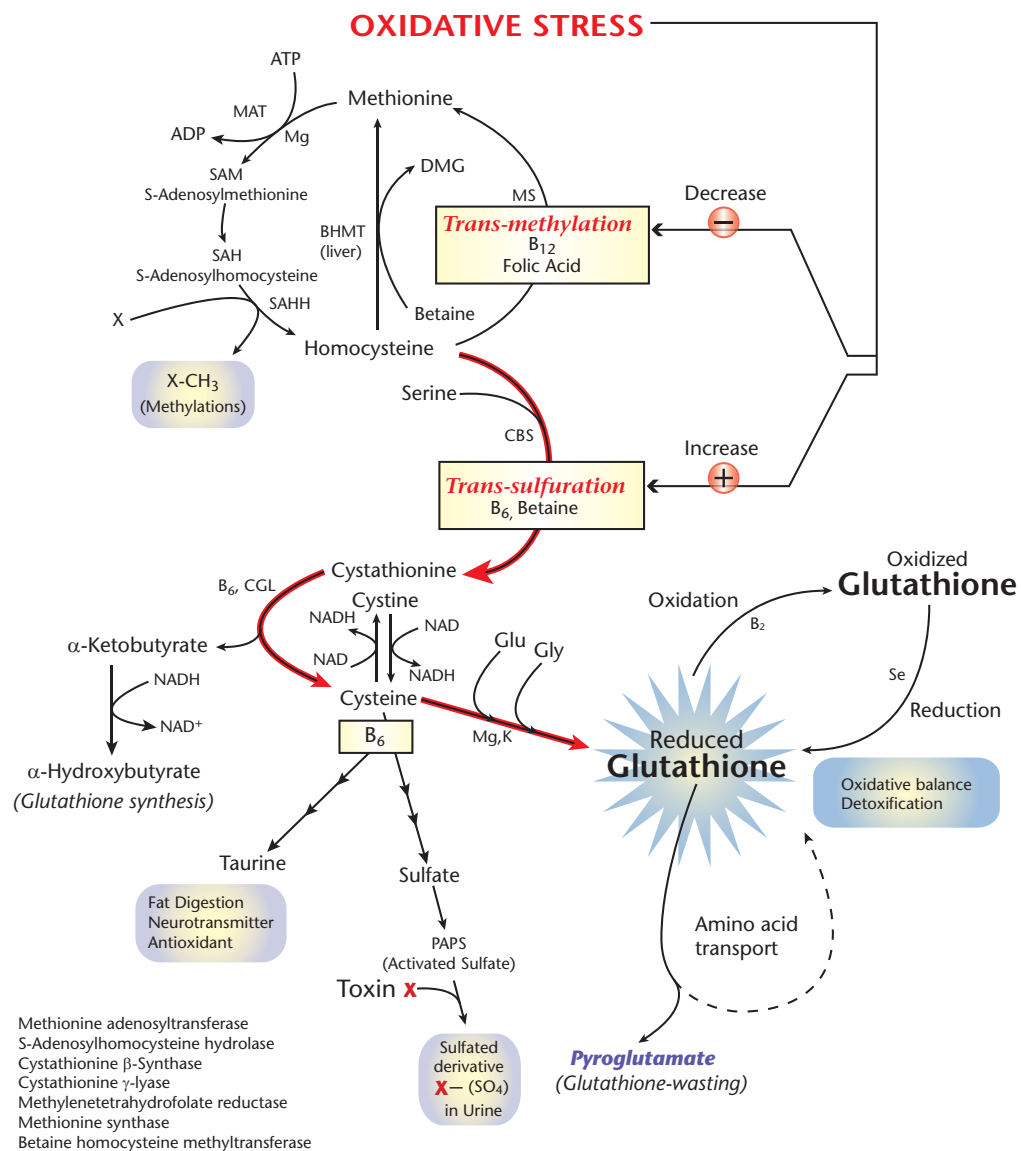 OXIDATIVE STRESS
ATP
Methionine
MAT
ADP
Mg
SAM
S-Adenosylmethionine
DMG
MS
Decrease
−
Trans-methylation
B12
Folic Acid
BHMT
(liver)
SAH
S-Adenosylhomocysteine
SAHH
X
Betaine
Homocysteine
X-CH3
(Methylations)
Serine
CBS
Increase
+
Trans-sulfuration
B6, Betaine
Cystathionine
B6, CGL
Cystine
NADH
NAD
NAD
NADH
α-Ketobutyrate
NADH
NAD+
α-Hydroxybutyrate
(Glutathione synthesis)
Cysteine
Glu
Gly
Mg,K
B6
Oxidized
Glutathione
Oxidation
B2
Se
Reduction
Reduced
Glutathione
Oxidative balance
Detoxification
Taurine
Fat Digestion
Neurotransmitter
Antioxidant
Sulfate
PAPS
(Activated Sulfate)
Toxin X
Sulfated
derivative
X— (SO4)
in Urine
Amino acid
transport
Pyroglutamate
(Glutathione-wasting)
Methionine adenosyltransferase
S-Adenosylhomocysteine hydrolase
Cystathionine β-Synthase
Cystathionine γ-lyase
Methylenetetrahydrofolate reductase
Methionine synthase
Betaine homocysteine methyltransferase